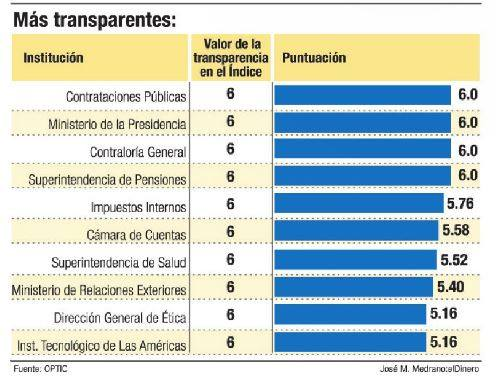 Más transparentes:
Institución Valor de la transparencia en el Índice Puntuación
Contrataciones Públicas 6 6.0
Ministerio de la Presidencia 6 6.0
Contraloría General 6 6.0
Superintendencia de Pensiones 6 6.0
Impuestos Internos 6 5.76
Cámara de Cuentas 6 5.58
Superintendencia de Salud 6 5.52
Ministerio de Relaciones Exteriores 6 5.40
Dirección General de Ética 6 5.16
Inst. Tecnológico de Las Américas 6 5.16
Fuente: OPTIC José M. Medrano:elDinero